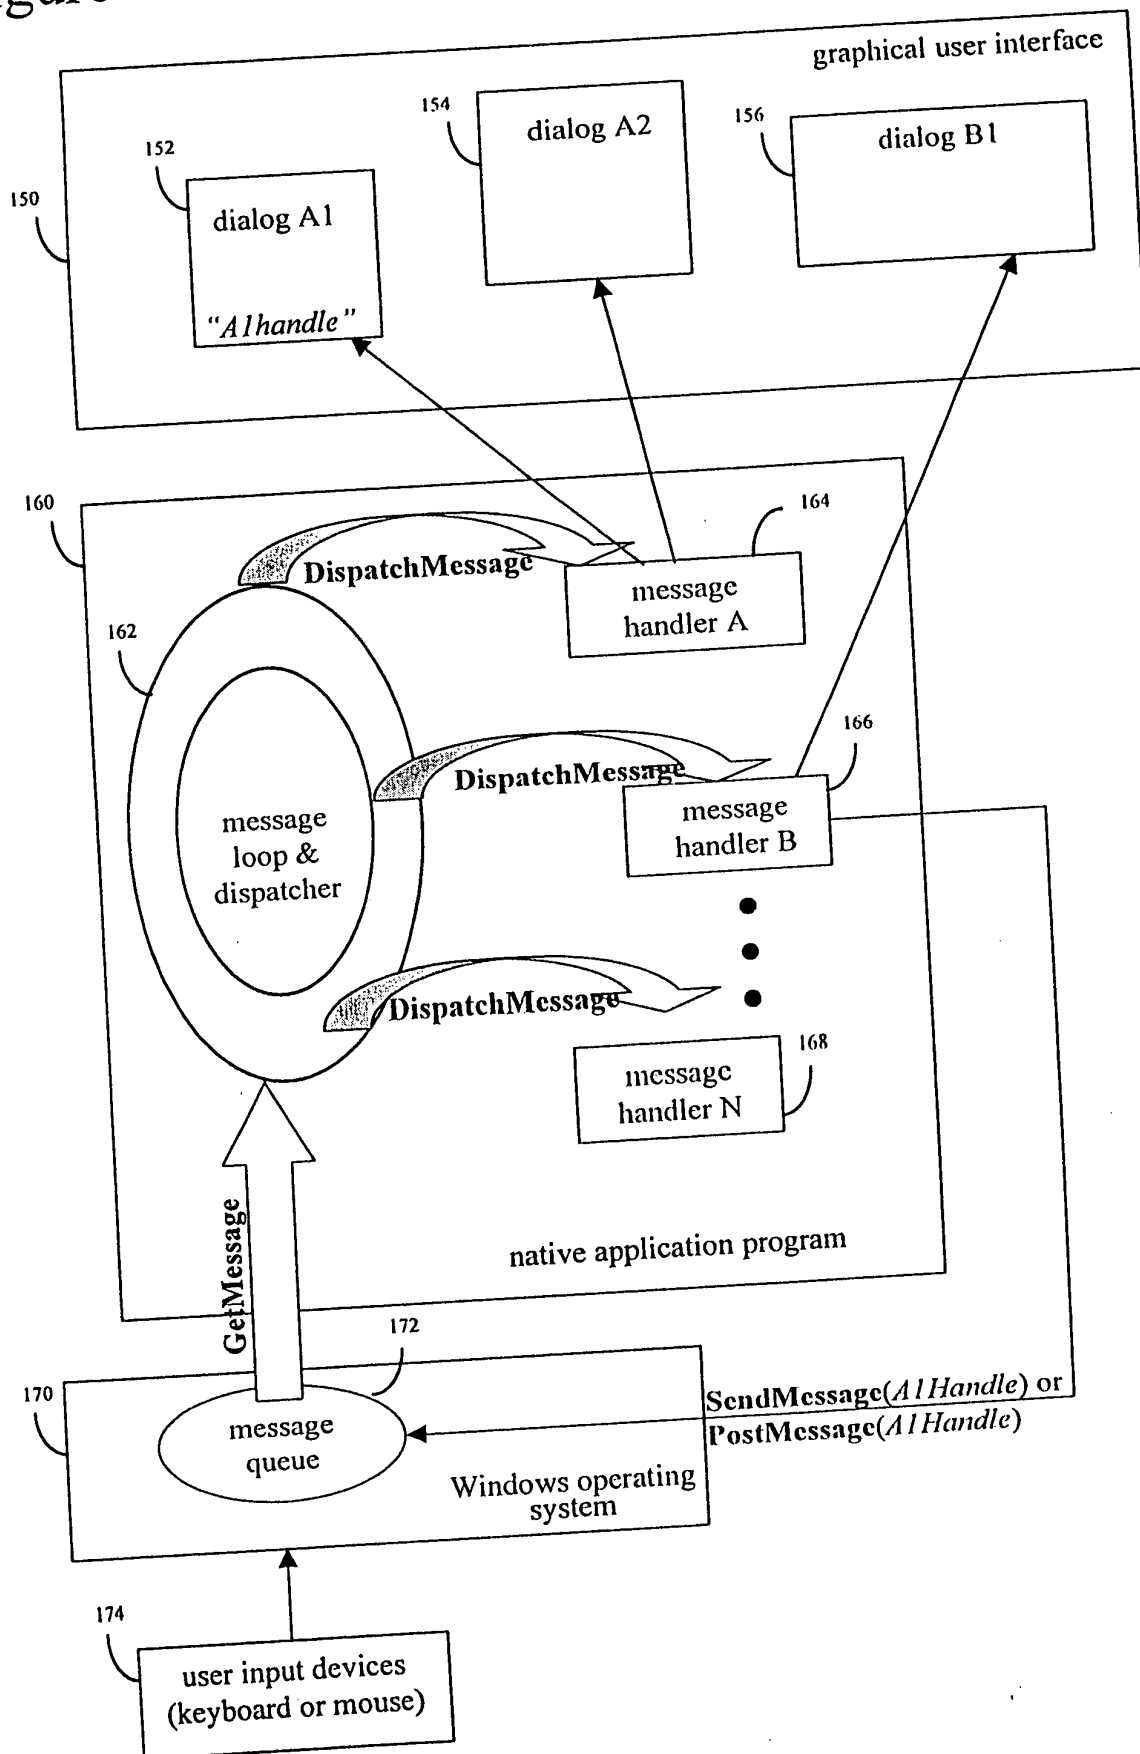 graphical user interface
154
dialog A2
156
dialog B1
152
150
dialog A1
"A1handle"
160
164
DispatchMessage
message
handler A
162
166
DispatchMessage
message
handler B
message
loop &
dispatcher
DispatchMessage
168
message
handler N
GetMessage
native application program
172
170
SendMessage(A1Handle) or
PostMessage(A1Handle)
message
queue
Windows operating
system
174
user input devices
(keyboard or mouse)